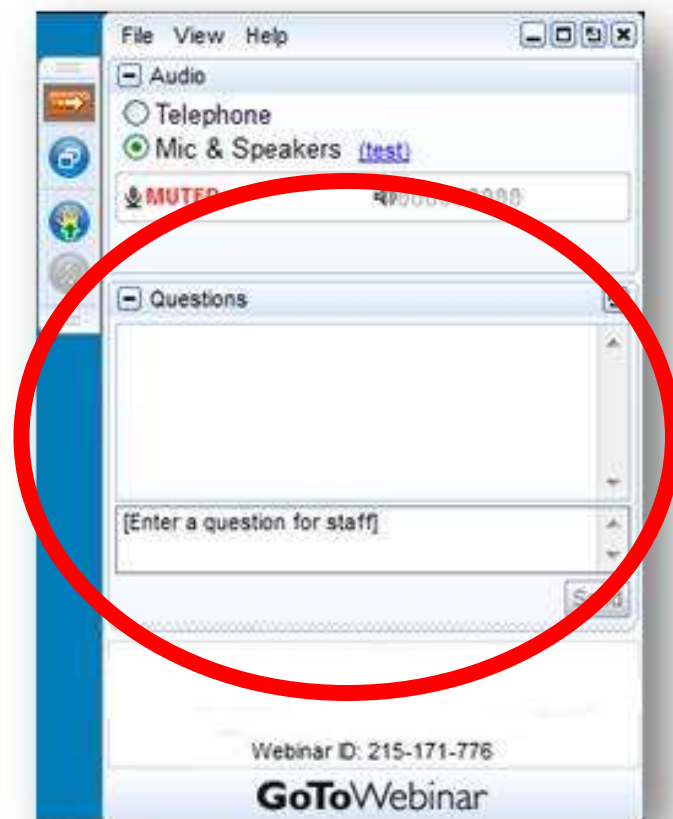 File View Help
Audio
Telephone
Mic & Speakers (test)
MUTED
Questions
[Enter a question for staff]
Send
Webinar ID: 215-171-776
GoToWebinar